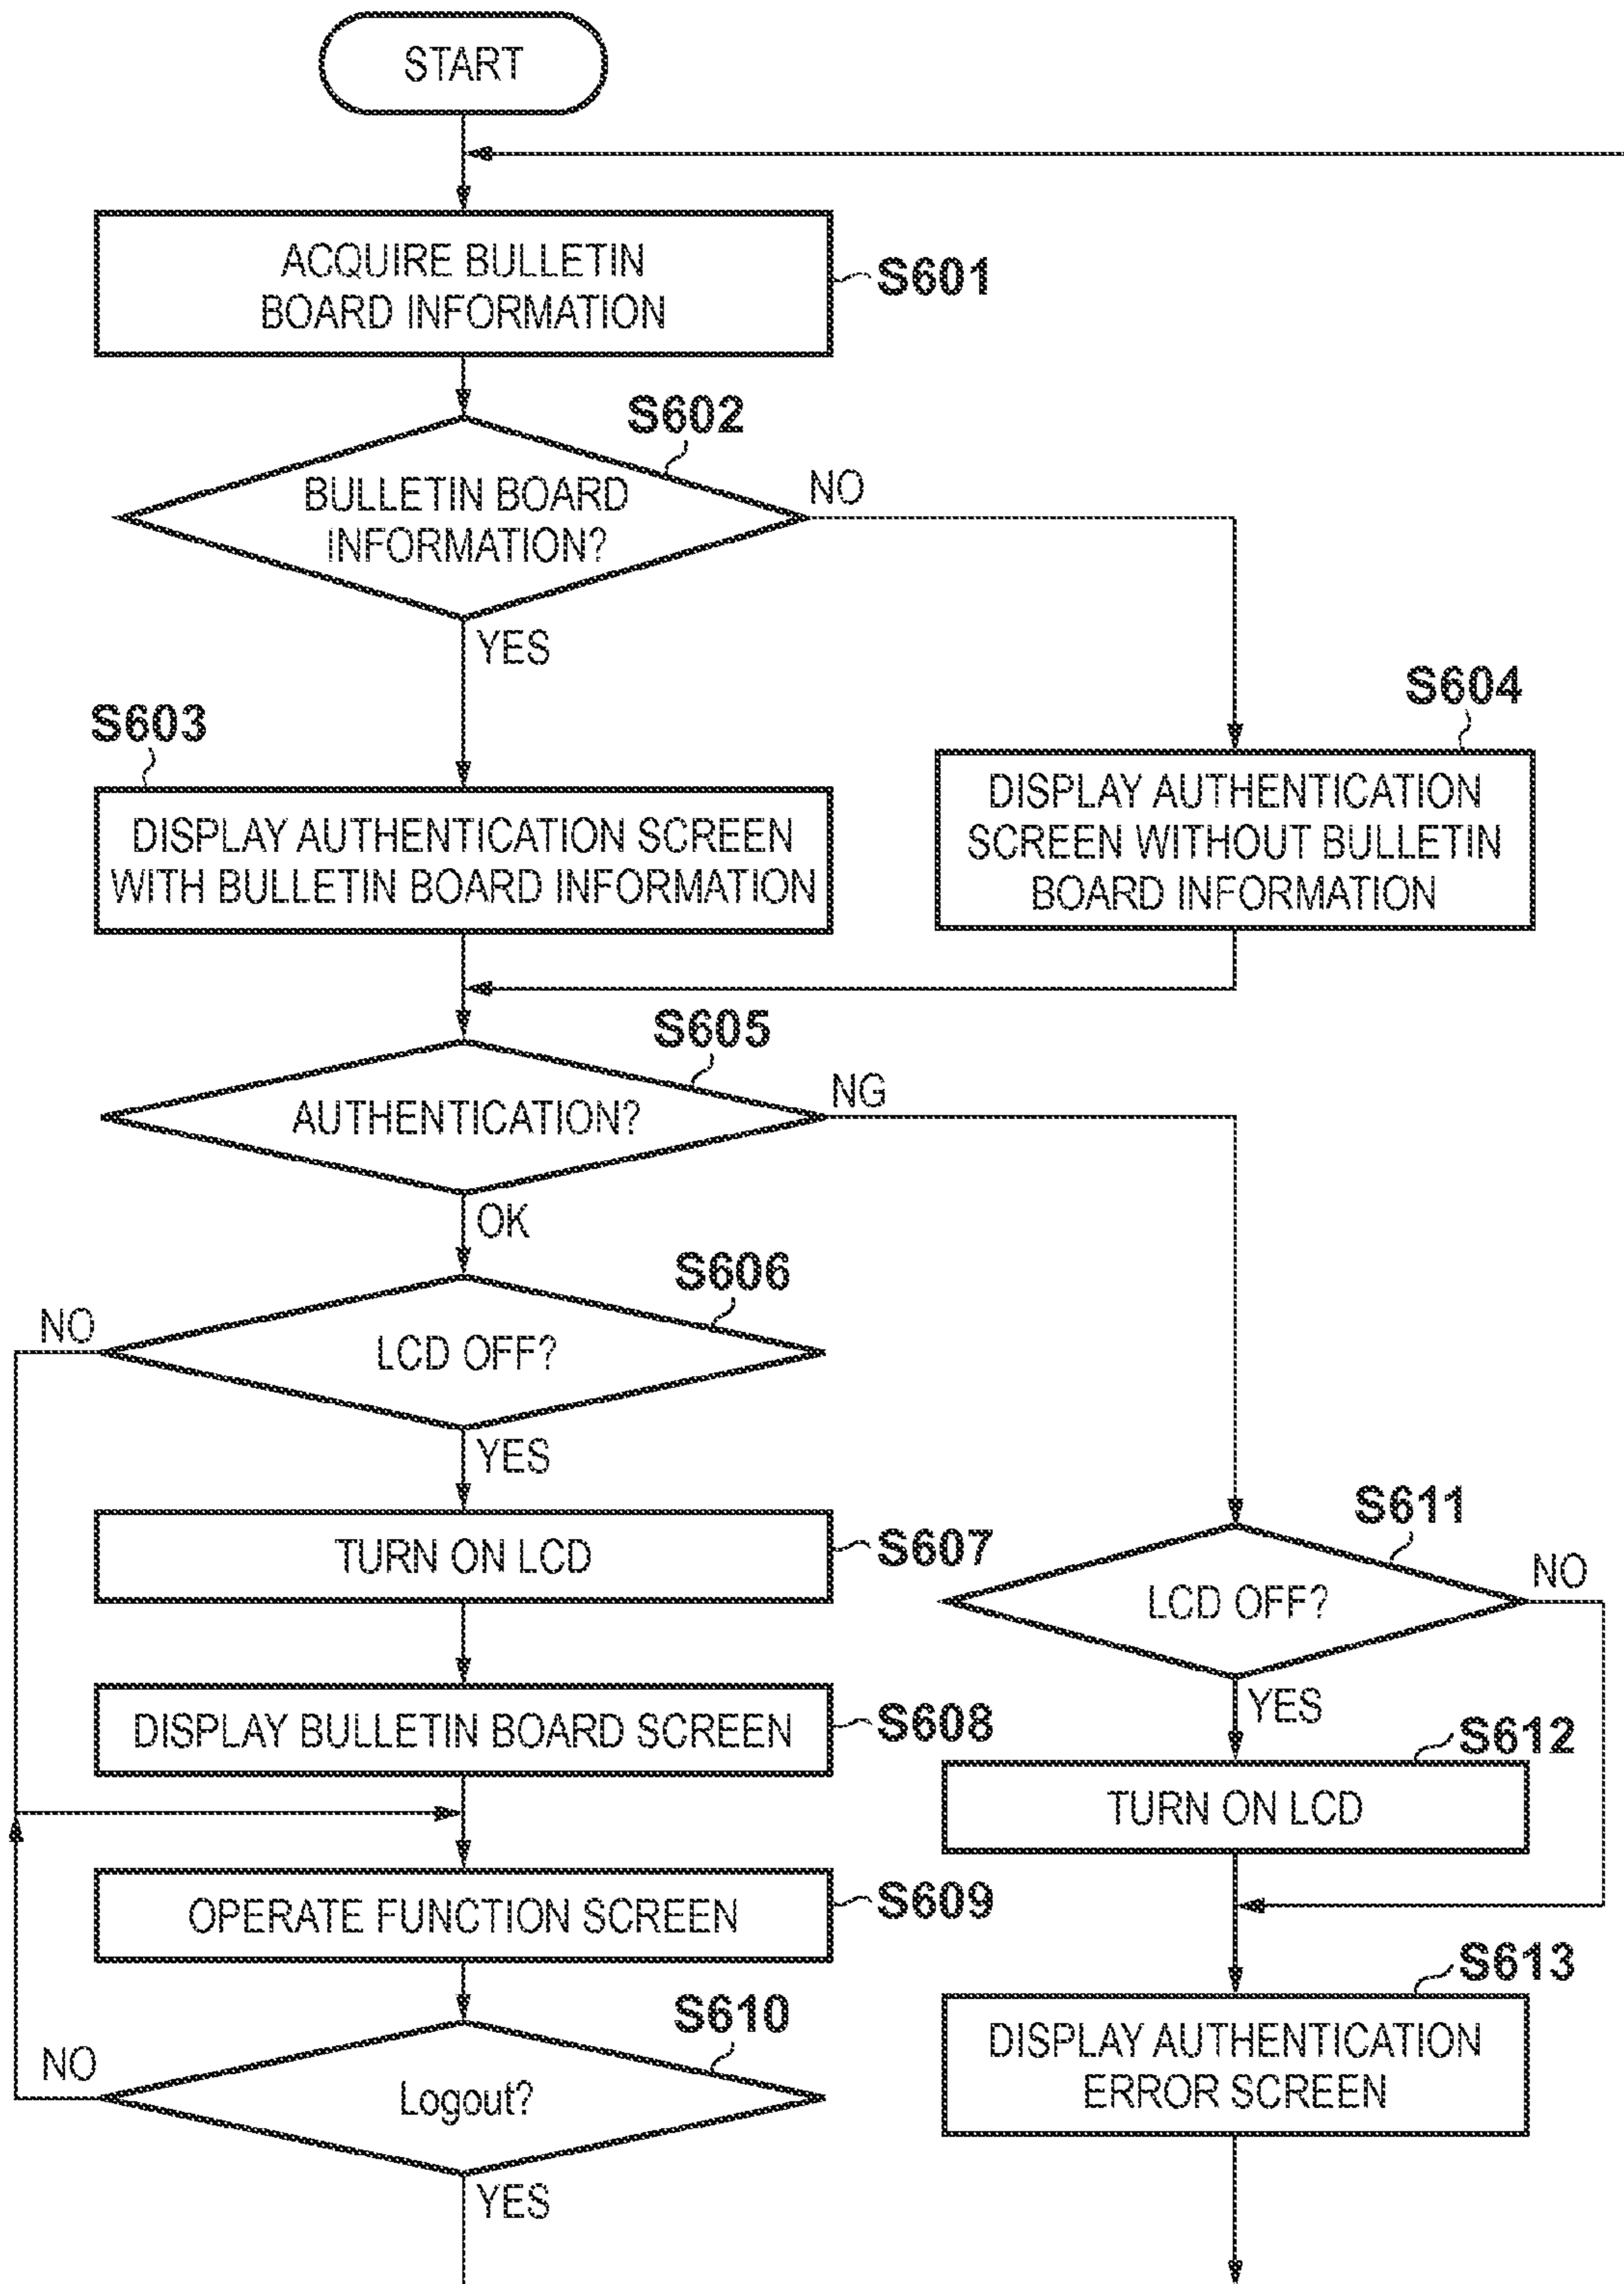 START
ACQUIRE BULLETIN
BOARD INFORMATION
S601
S602
BULLETIN BOARD
INFORMATION?
NO
YES
S603
DISPLAY AUTHENTICATION SCREEN
WITH BULLETIN BOARD INFORMATION
S604
DISPLAY AUTHENTICATION
SCREEN WITHOUT BULLETIN
BOARD INFORMATION
S605
AUTHENTICATION?
NG
OK
S606
LCD OFF?
NO
YES
TURN ON LCD
S607
DISPLAY BULLETIN BOARD SCREEN
S608
OPERATE FUNCTION SCREEN
S609
S610
Logout?
NO
YES
S611
LCD OFF?
NO
YES
S612
TURN ON LCD
S613
DISPLAY AUTHENTICATION
ERROR SCREEN